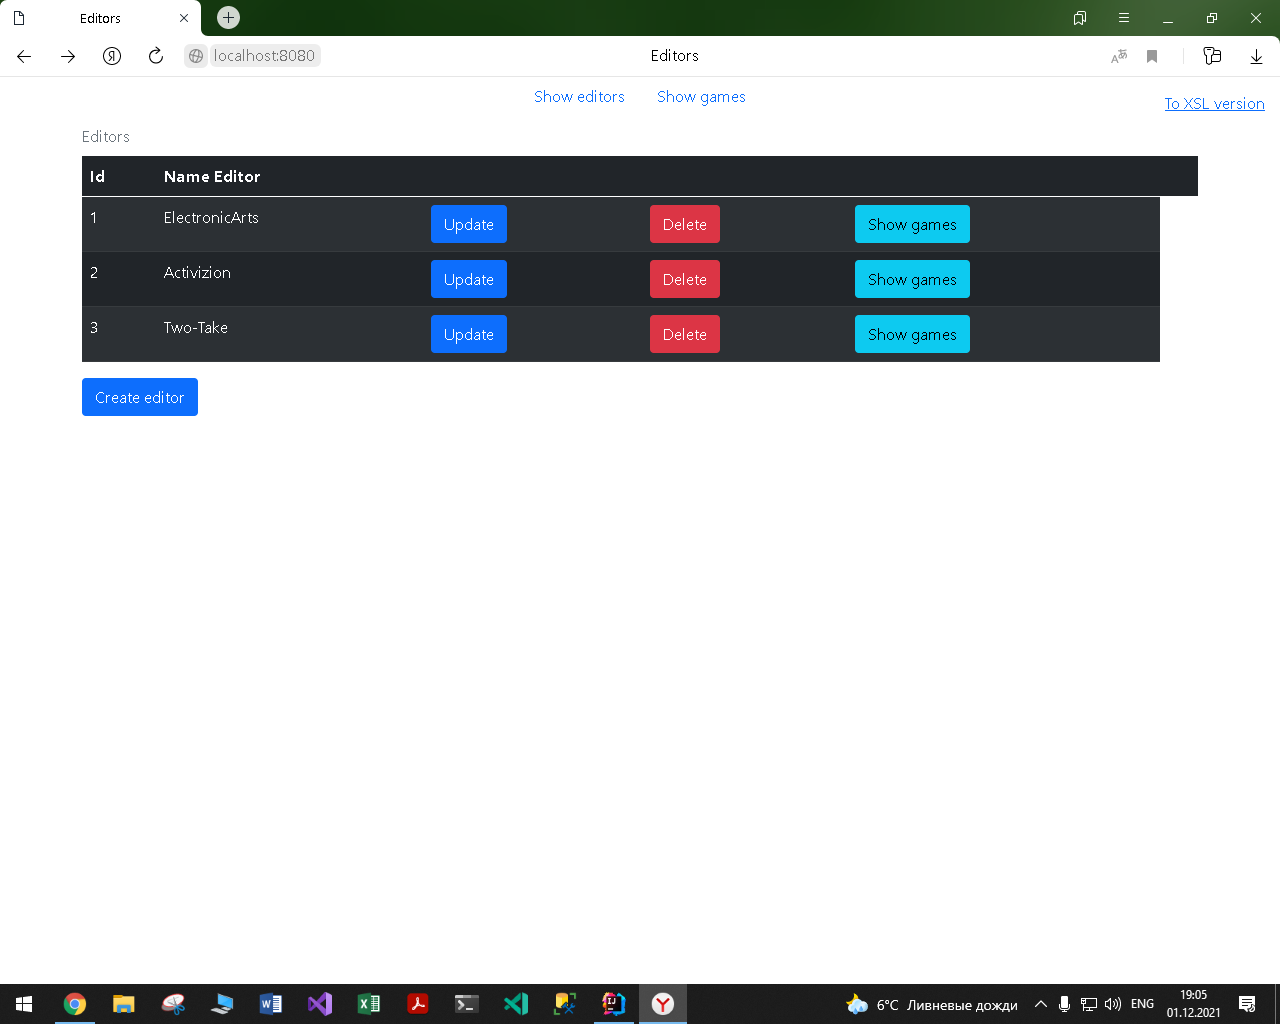 Editors
Я localhost:8080 Editors
Show editors Show games
To XSL version
Editors
Id Name Editor
1 ElectronicArts Update Delete Show games
2 Activizion Update Delete Show games
3 Two-Take Update Delete Show games
Create editor
6°C Ливневые дожди ENG 19:05
01.12.2021